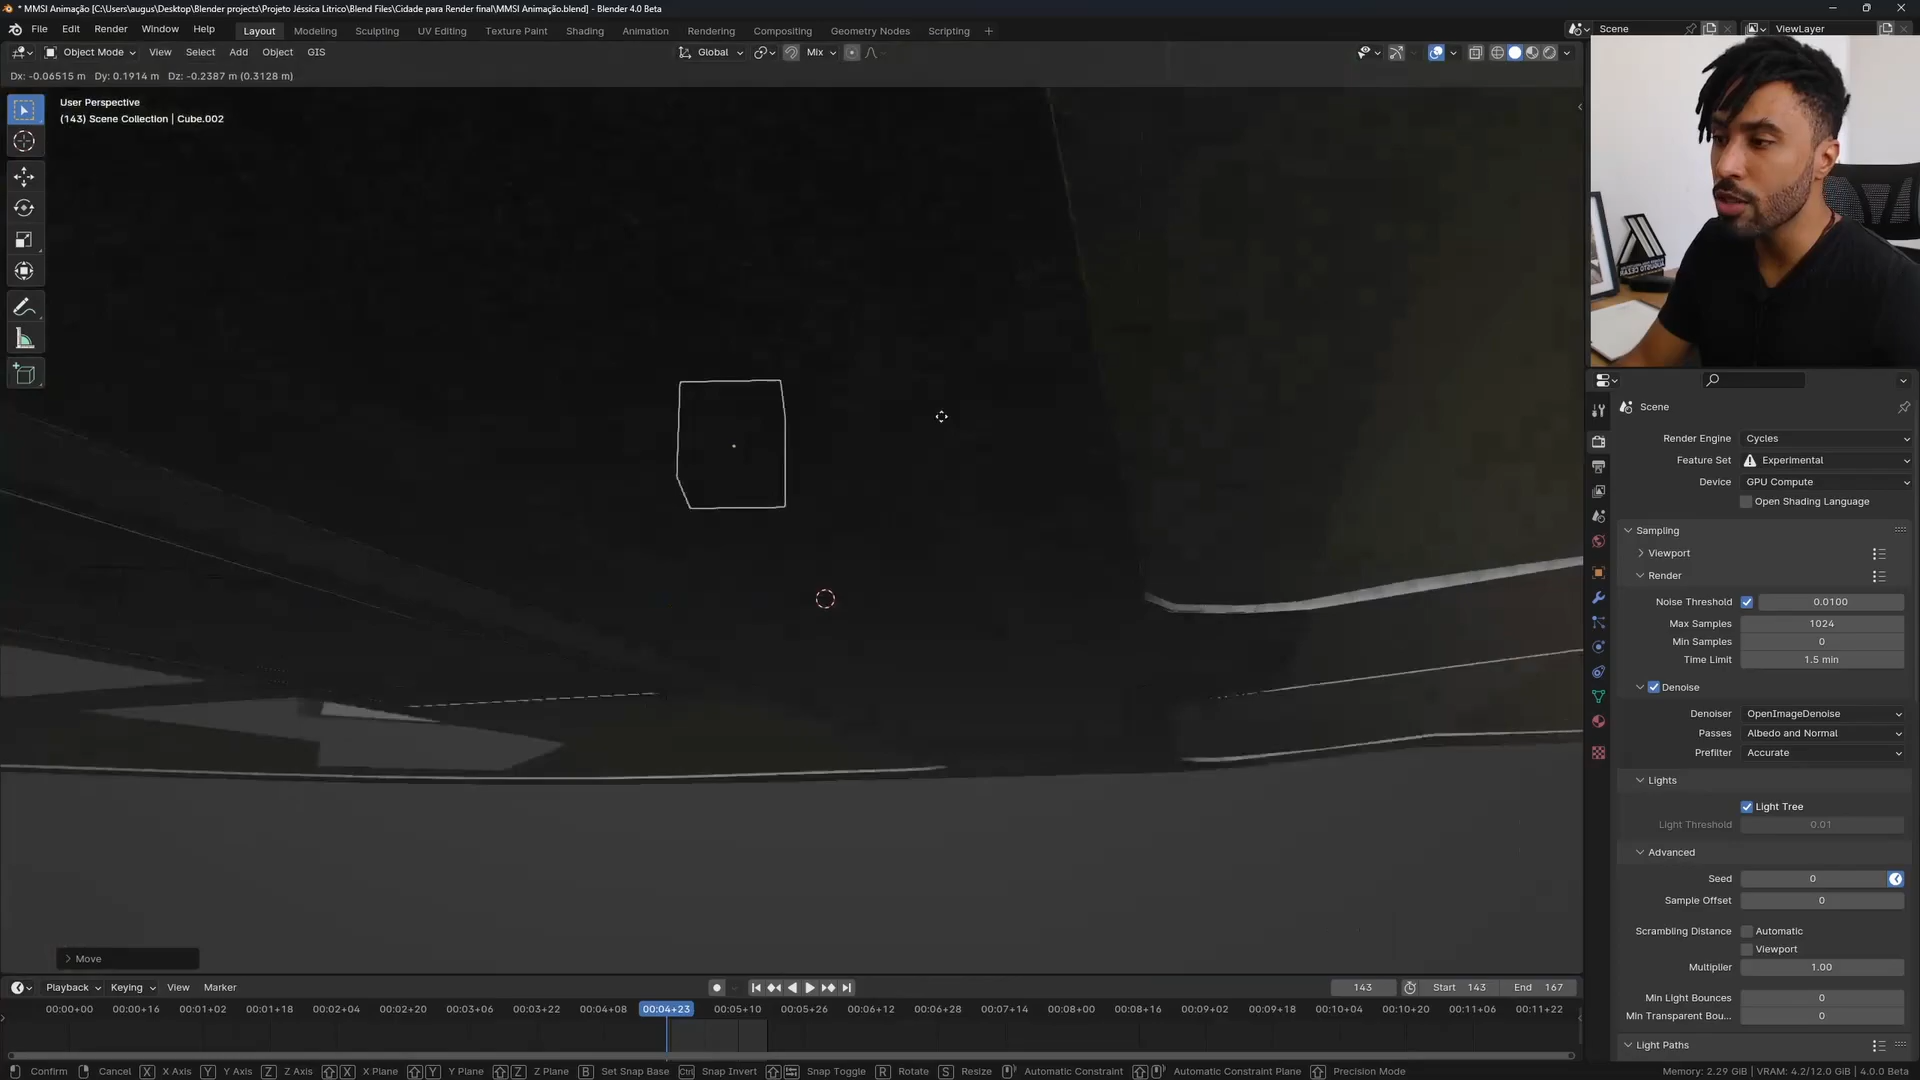 * MMSI Animação [C:\Users\augus\Desktop\Blender projects\Projeto Jéssica Litrico\Blend Files\Cidade para Render final\MMSI Animação.blend] - Blender 4.0 Beta
File Edit Render Window Help Layout Modeling Sculpting UV Editing Texture Paint Shading Animation Rendering Compositing Geometry Nodes Scripting + Scene ViewLayer
Object Mode View Select Add Object GIS Global Mix
Dx: -0.06515 m Dy: 0.1914 m Dz: -0.2387 m (0.3128 m)
User Perspective
(143) Scene Collection | Cube.002
Scene
Render Engine Cycles
Feature Set Experimental
Device GPU Compute
Open Shading Language
Sampling
Viewport
Render
Noise Threshold 0.0100
Max Samples 1024
Min Samples 0
Time Limit 1.5 min
Denoise
Denoiser OpenImageDenoise
Passes Albedo and Normal
Prefilter Accurate
Lights
Light Tree
Light Threshold 0.01
Advanced
Seed 0
Sample Offset 0
Scrambling Distance Automatic
Viewport
Multiplier 1.00
Min Light Bounces 0
Min Transparent Bou... 0
Light Paths
Move
Playback Keying View Marker 143 Start 143 End 167
00:00+00 00:00+16 00:01+02 00:01+18 00:02+04 00:02+20 00:03+06 00:03+22 00:04+08 00:04+23 00:05+10 00:05+26 00:06+12 00:06+28 00:07+14 00:08+00 00:08+16 00:09+02 00:09+18 00:10+04 00:10+20 00:11+06 00:11+22
Confirm Cancel X X Axis Y Y Axis Z Z Axis X X Plane Y Y Plane Z Z Plane B Set Snap Base Ctrl Snap Invert Snap Toggle R Rotate S Resize Automatic Constraint Automatic Constraint Plane Precision Mode Memory: 2.29 GiB | VRAM: 4.2/12.0 GiB | 4.0.0 Beta